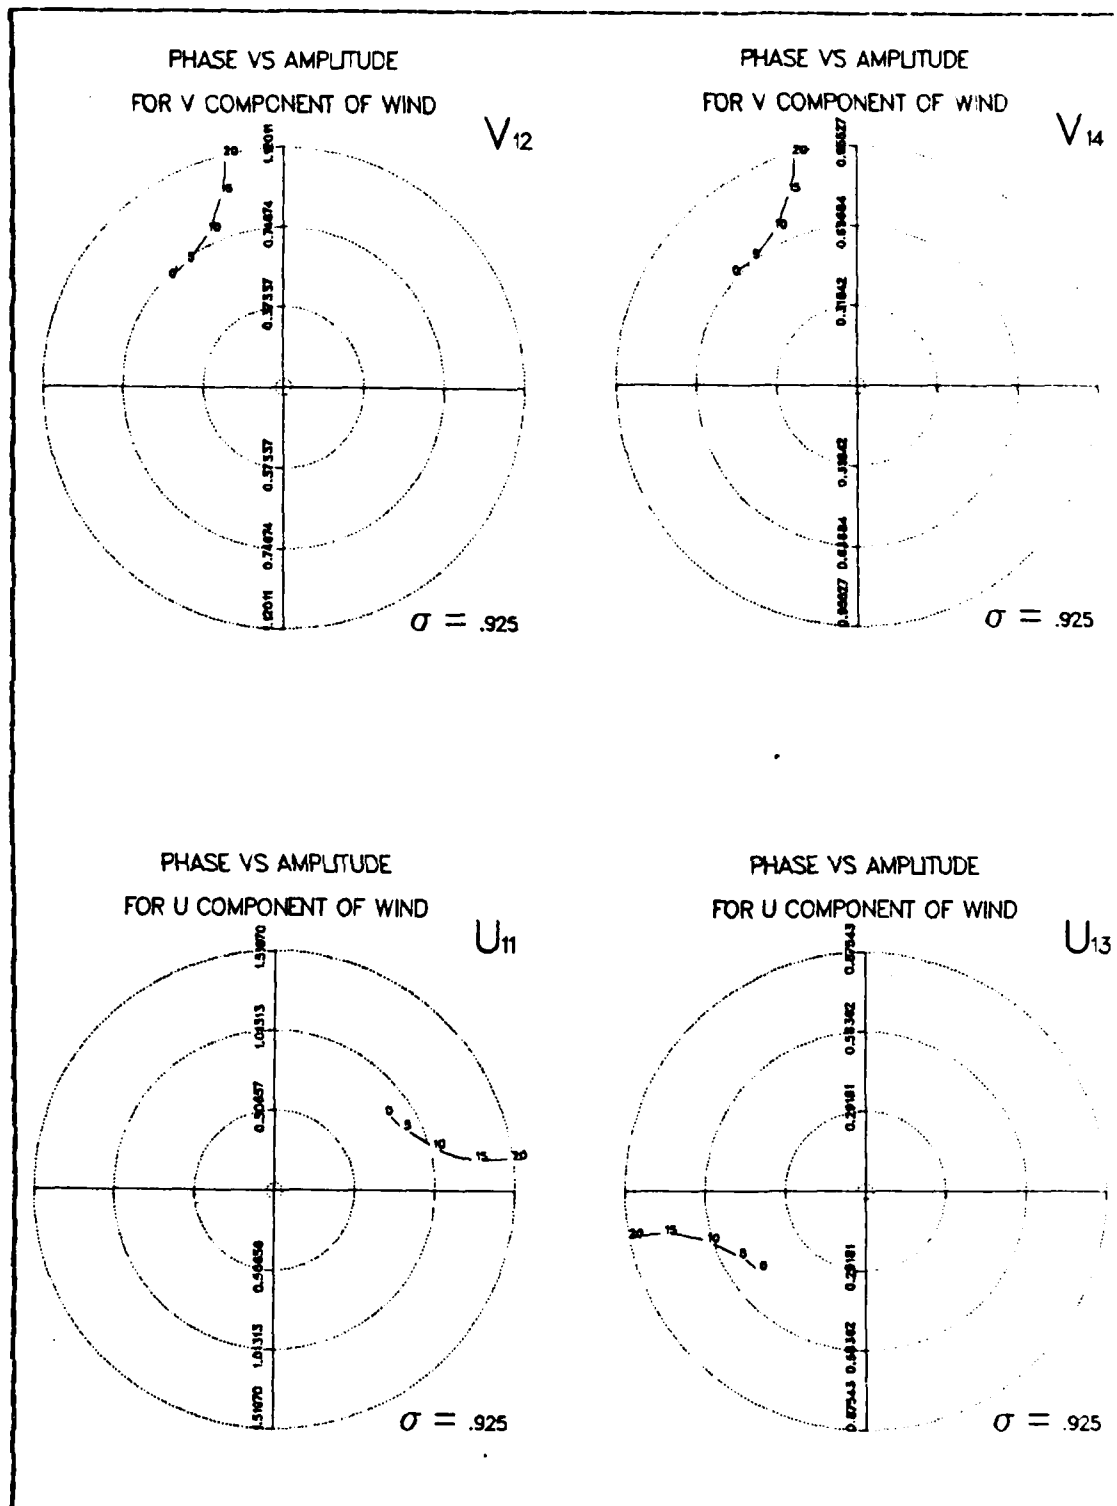 PHASE VS AMPLITUDE
FOR V COMPONENT OF WIND
V12
1.12011
0.74674
0.37337
0.37337
0.74674
1.12011
20
15
10
5
0
σ = .925
PHASE VS AMPLITUDE
FOR V COMPONENT OF WIND
V14
0.95527
0.63684
0.31842
0.31842
0.63684
20
15
10
5
0
σ = .925
PHASE VS AMPLITUDE
FOR U COMPONENT OF WIND
U11
1.51970
1.01313
0.50657
1.01313
1.51970
0
5
10
15
20
σ = .925
PHASE VS AMPLITUDE
FOR U COMPONENT OF WIND
U13
0.87543
0.58362
0.29181
0.29181
0.58362
0.87543
20
15
10
5
0
σ = .925